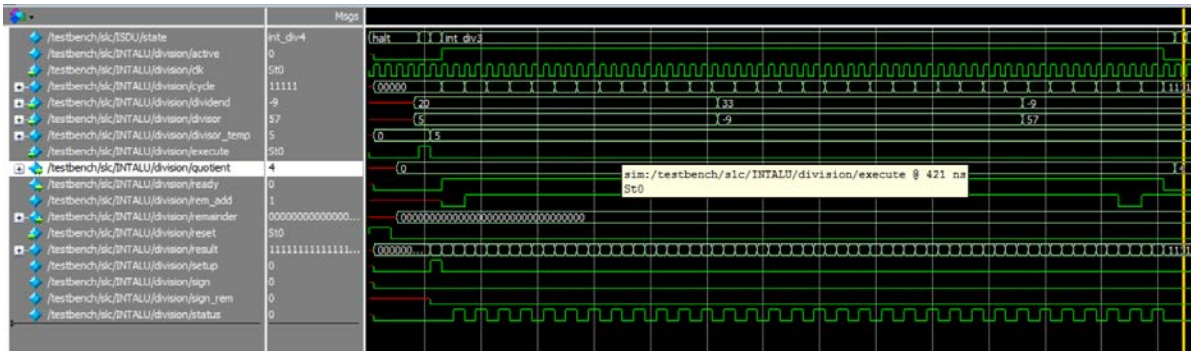 Msgs
/testbench/slc/ISDU/state int_div4 halt int_div3
/testbench/slc/INTALU/division/active 0
/testbench/slc/INTALU/division/clk St0
/testbench/slc/INTALU/division/cycle 11111 00000
/testbench/slc/INTALU/division/dividend -9 20 33 -9
/testbench/slc/INTALU/division/divisor 57 5 -9 57
/testbench/slc/INTALU/division/divisor_temp 5 0 5
/testbench/slc/INTALU/division/execute St0
/testbench/slc/INTALU/division/quotient 4 0 4
sim:/testbench/slc/INTALU/division/execute @ 421 ns
St0
/testbench/slc/INTALU/division/ready 0
/testbench/slc/INTALU/division/rem_add 1
/testbench/slc/INTALU/division/remainder 00000000000000... 00000000000000000000000000000000
/testbench/slc/INTALU/division/reset St0
/testbench/slc/INTALU/division/result 11111111111111... 000000...
/testbench/slc/INTALU/division/setup 0
/testbench/slc/INTALU/division/sign 0
/testbench/slc/INTALU/division/sign_rem 0
/testbench/slc/INTALU/division/status 0